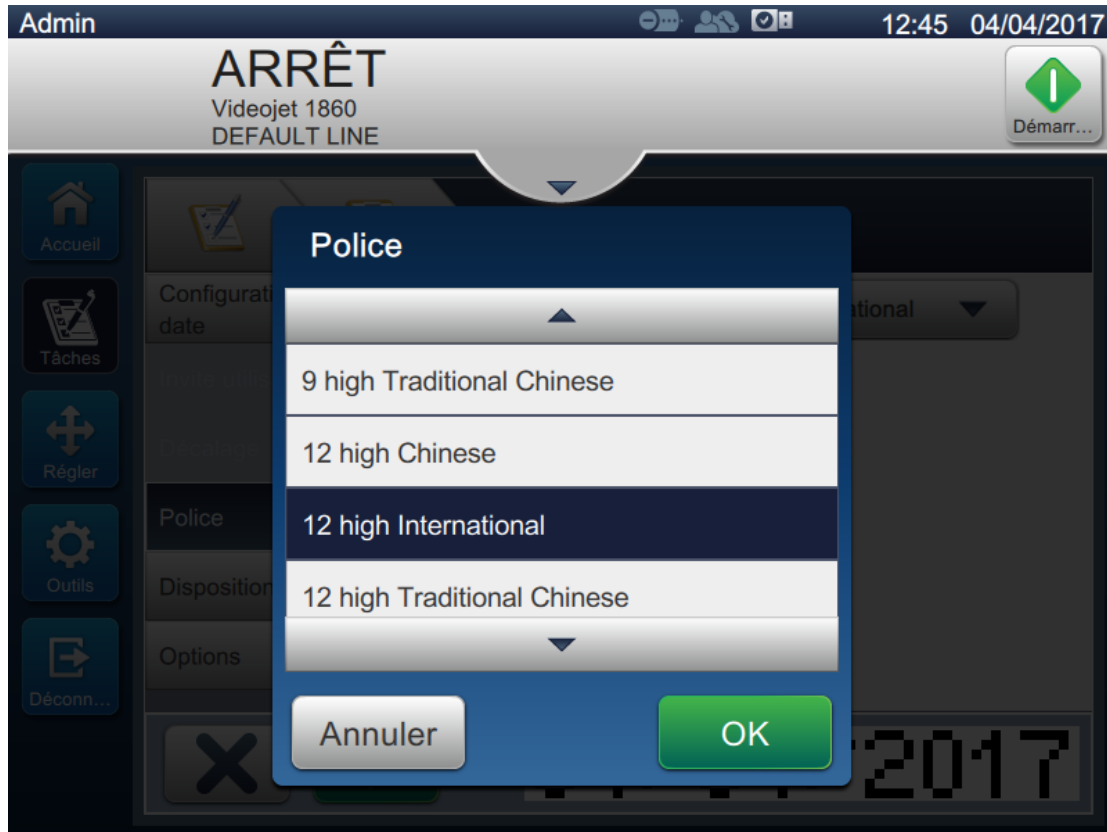 Admin
12:45 04/04/2017
ARRÊT
Videojet 1860
DEFAULT LINE
Démarr...
Accueil
Tâches
Régler
Outils
Déconn...
Configurati
date
Police
Disposition
Options
ational
Police
9 high Traditional Chinese
12 high Chinese
12 high International
12 high Traditional Chinese
Annuler
OK
2017